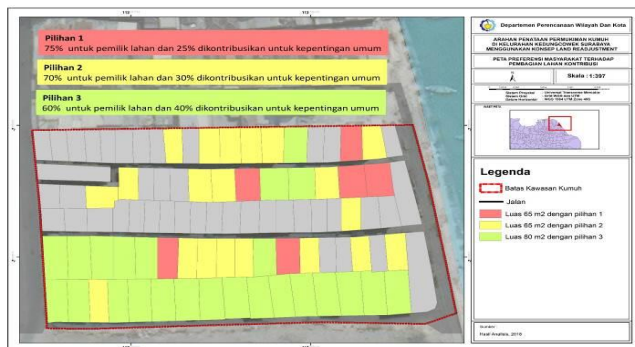 Pilihan 1
75% untuk pemilik lahan dan 25% dikontribusikan untuk kepentingan umum
Pilihan 2
70% untuk pemilik lahan dan 30% dikontribusikan untuk kepentingan umum
Pilihan 3
60% untuk pemilik lahan dan 40% dikontribusikan untuk kepentingan umum
Departemen Perencanaan Wilayah Dan Kota
ARAHAN PENATAAN PERMUKIMAN KUMUH
DI KELURAHAN KEDUNGCOWEK SURABAYA
MENGGUNAKAN KONSEP LAND READJUSTMENT
PETA PREFERENSI MASYARAKAT TERHADAP
PEMBAGIAN LAHAN KONTRIBUSI
Skala : 1:397
Legenda
Batas Kawasan Kumuh
Jalan
Luas 65 m2 dengan pilihan 1
Luas 65 m2 dengan pilihan 2
Luas 80 m2 dengan pilihan 3
Sumber :
Hasil Analisis, 2016